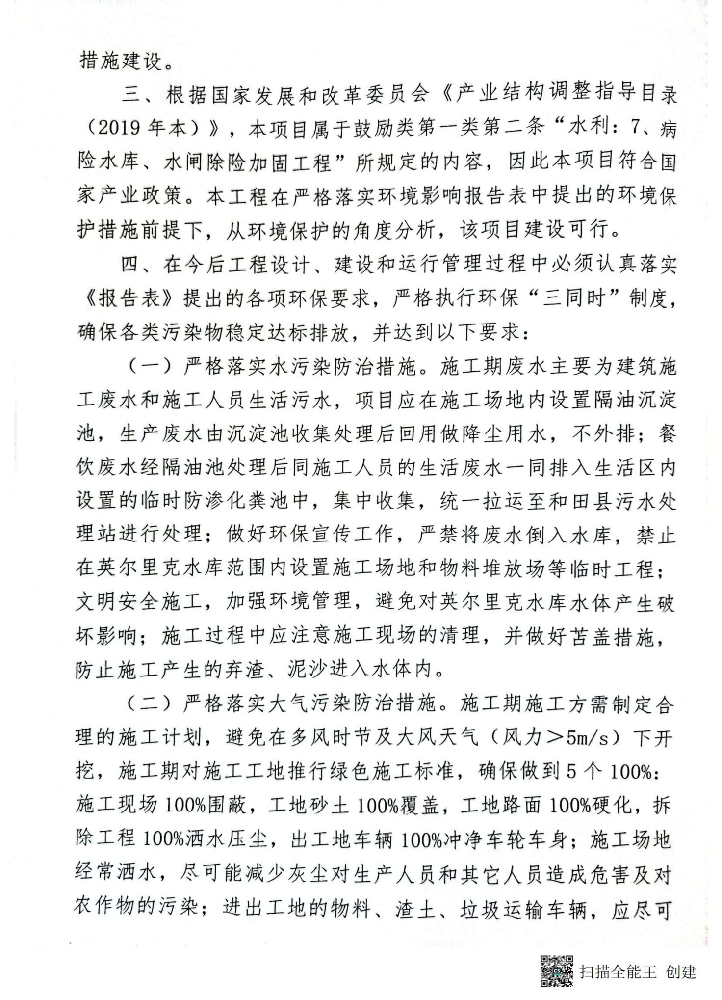 措施建设。
三、根据国家发展和改革委员会《产业结构调整指导目录
（2019 年本）》，本项目属于鼓励类第一类第二条“水利：7、病
险水库、水闸除险加固工程”所规定的内容，因此本项目符合国
家产业政策。本工程在严格落实环境影响报告表中提出的环境保
护措施前提下，从环境保护的角度分析，该项目建设可行。
四、在今后工程设计、建设和运行管理过程中必须认真落实
《报告表》提出的各项环保要求，严格执行环保“三同时”制度，
确保各类污染物稳定达标排放，并达到以下要求：
（一）严格落实水污染防治措施。施工期废水主要为建筑施
工废水和施工人员生活污水，项目应在施工场地内设置隔油沉淀
池，生产废水由沉淀池收集处理后回用做降尘用水，不外排；餐
饮废水经隔油池处理后同施工人员的生活废水一同排入生活区内
设置的临时防渗化粪池中，集中收集，统一拉运至和田县污水处
理站进行处理；做好环保宣传工作，严禁将废水倒入水库，禁止
在英尔里克水库范围内设置施工场地和物料堆放场等临时工程；
文明安全施工，加强环境管理，避免对英尔里克水库水体产生破
坏影响；施工过程中应注意施工现场的清理，并做好苫盖措施，
防止施工产生的弃渣、泥沙进入水体内。
（二）严格落实大气污染防治措施。施工期施工方需制定合
理的施工计划，避免在多风时节及大风天气（风力＞5m/s）下开
挖，施工期对施工工地推行绿色施工标准，确保做到 5 个 100%：
施工现场 100%围蔽，工地砂土 100%覆盖，工地路面 100%硬化，拆
除工程 100%洒水压尘，出工地车辆 100%冲净车轮车身；施工场地
经常洒水，尽可能减少灰尘对生产人员和其它人员造成危害及对
农作物的污染；进出工地的物料、渣土、垃圾运输车辆，应尽可
CS
扫描全能王 创建